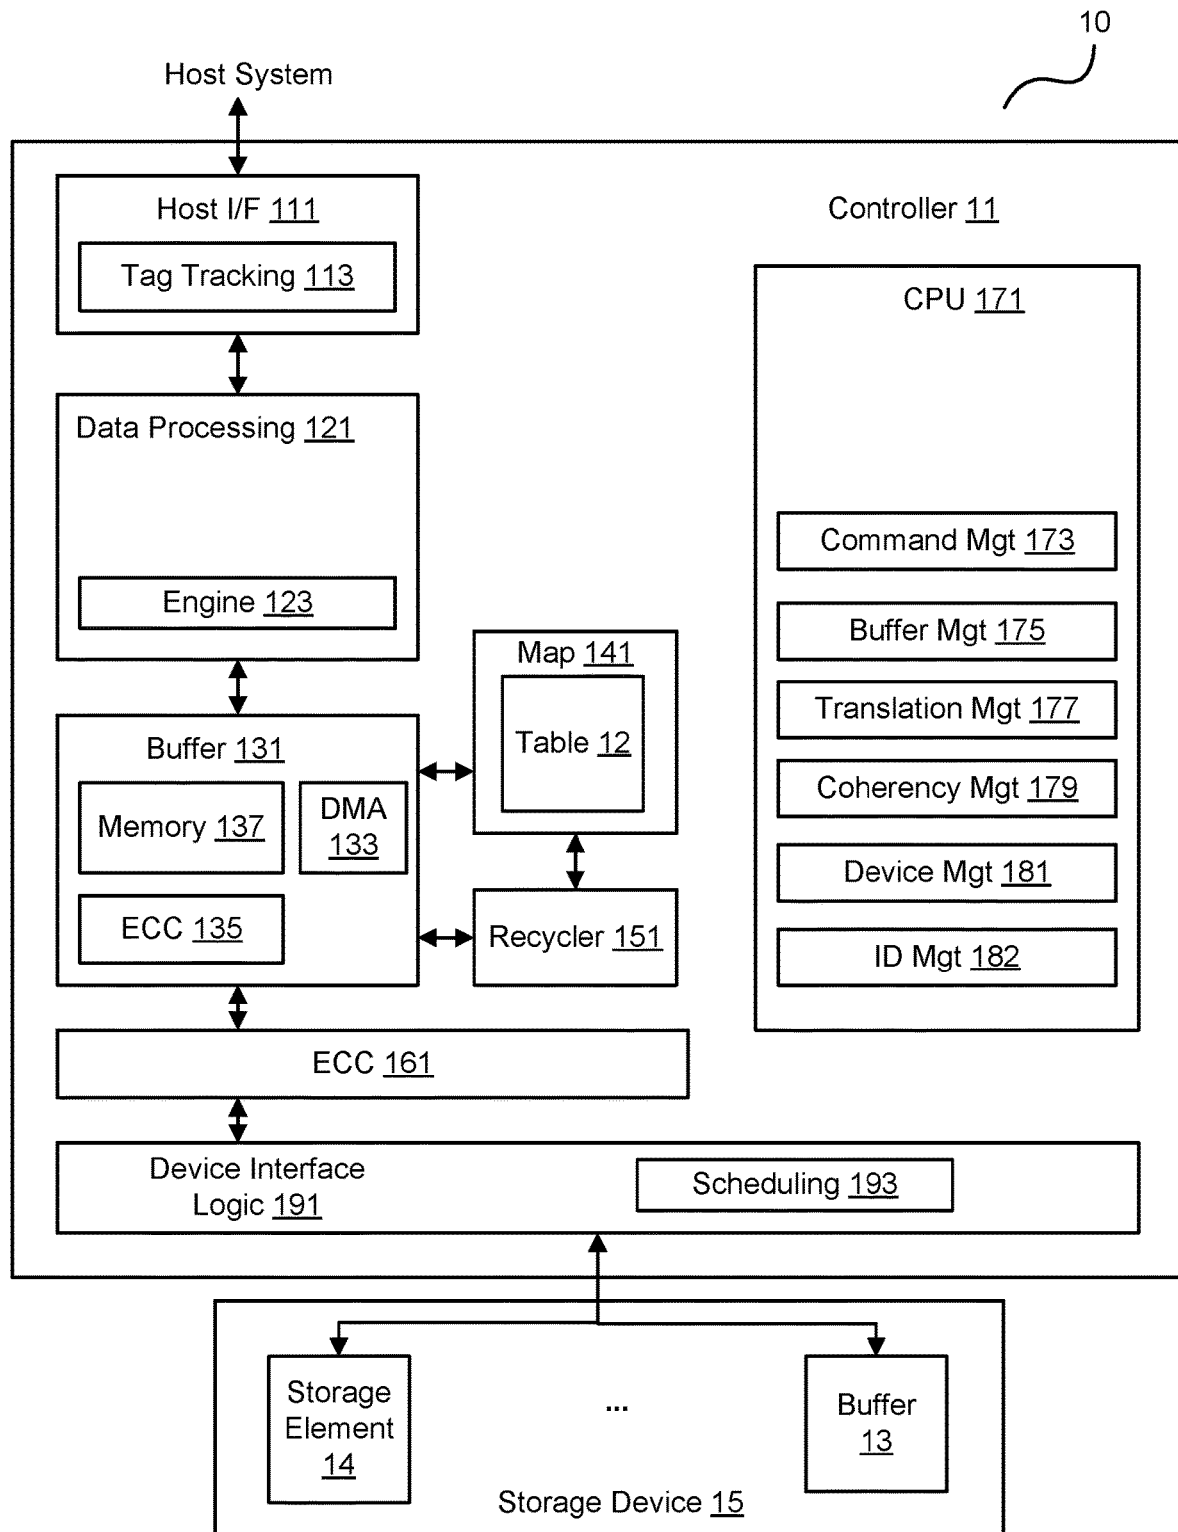 10
Host System
Host I/F 111
Tag Tracking 113
Controller 11
CPU 171
Data Processing 121
Engine 123
Command Mgt 173
Buffer Mgt 175
Translation Mgt 177
Coherency Mgt 179
Device Mgt 181
ID Mgt 182
Map 141
Table 12
Buffer 131
Memory 137
DMA
133
ECC 135
Recycler 151
ECC 161
Device Interface
Logic 191
Scheduling 193
Storage
Element
14
...
Buffer
13
Storage Device 15